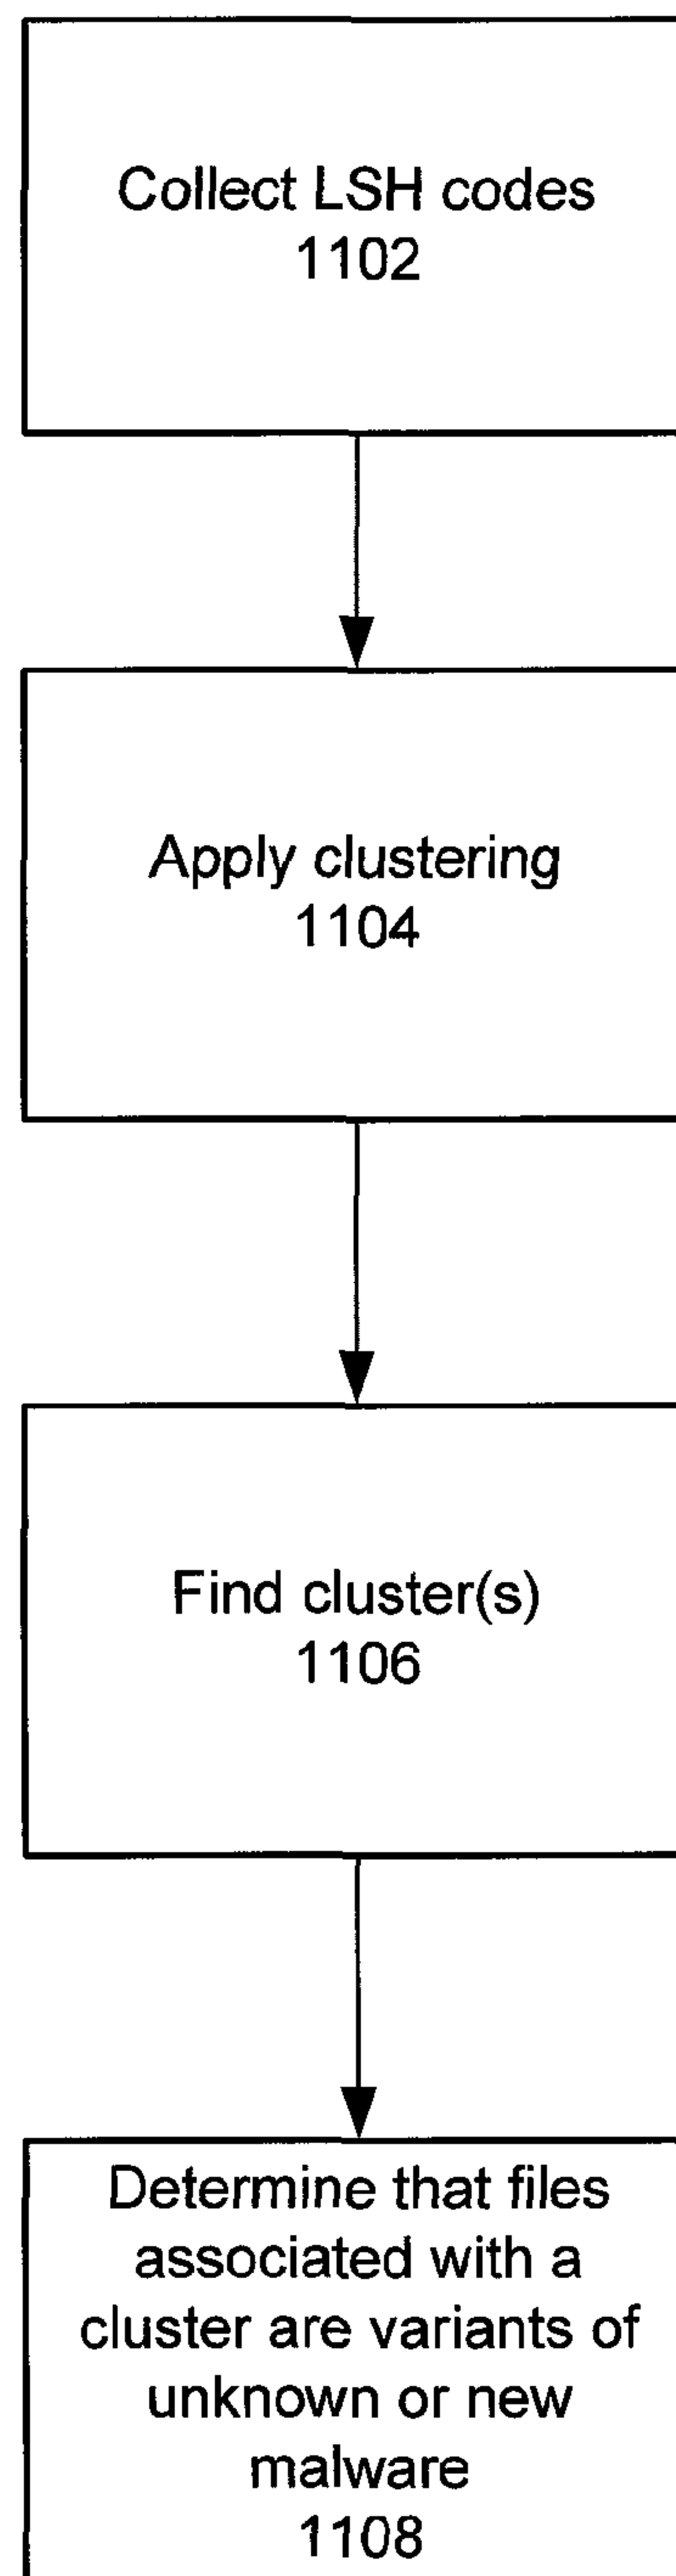 Collect LSH codes
1102
Apply clustering
1104
Find cluster(s)
1106
Determine that files
associated with a
cluster are variants of
unknown or new
malware
1108